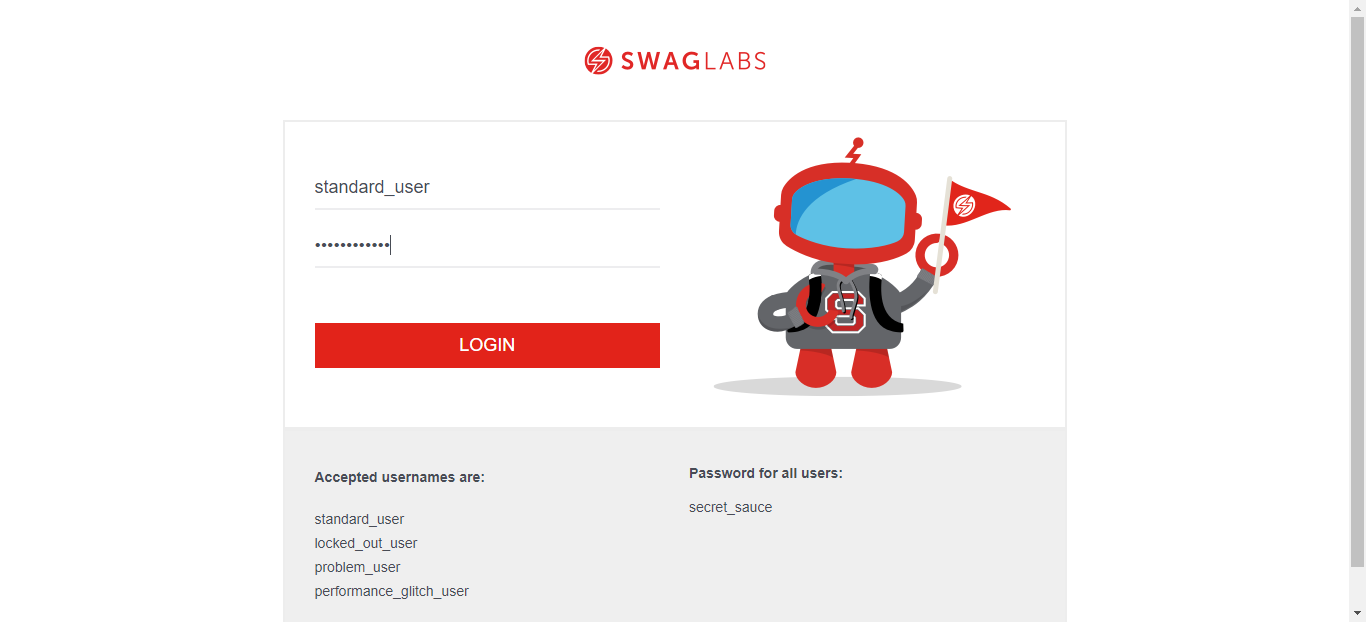 SWAGLABS
standard_user
••••••••••••
LOGIN
S
Accepted usernames are:
standard_user
locked_out_user
problem_user
performance_glitch_user
Password for all users:
secret_sauce